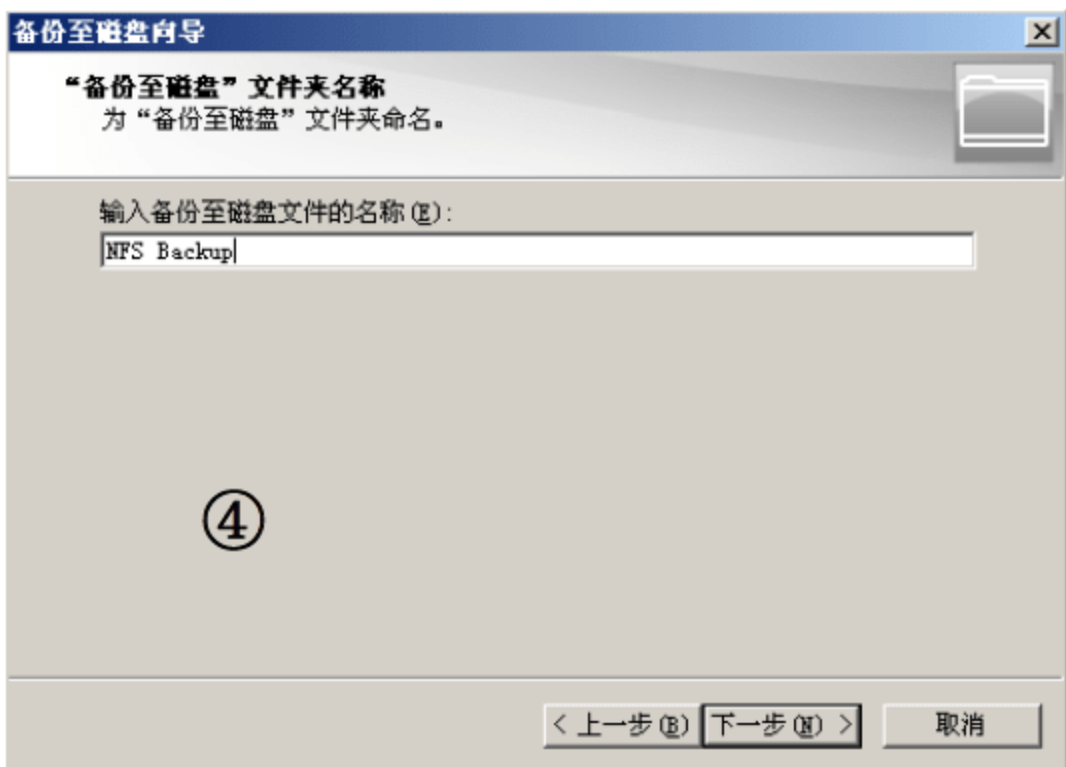 备份至磁盘向导
“备份至磁盘”文件夹名称
为“备份至磁盘”文件夹命名。
输入备份至磁盘文件的名称(E):
NFS Backup
④
< 上一步(B) 下一步(N) > 取消